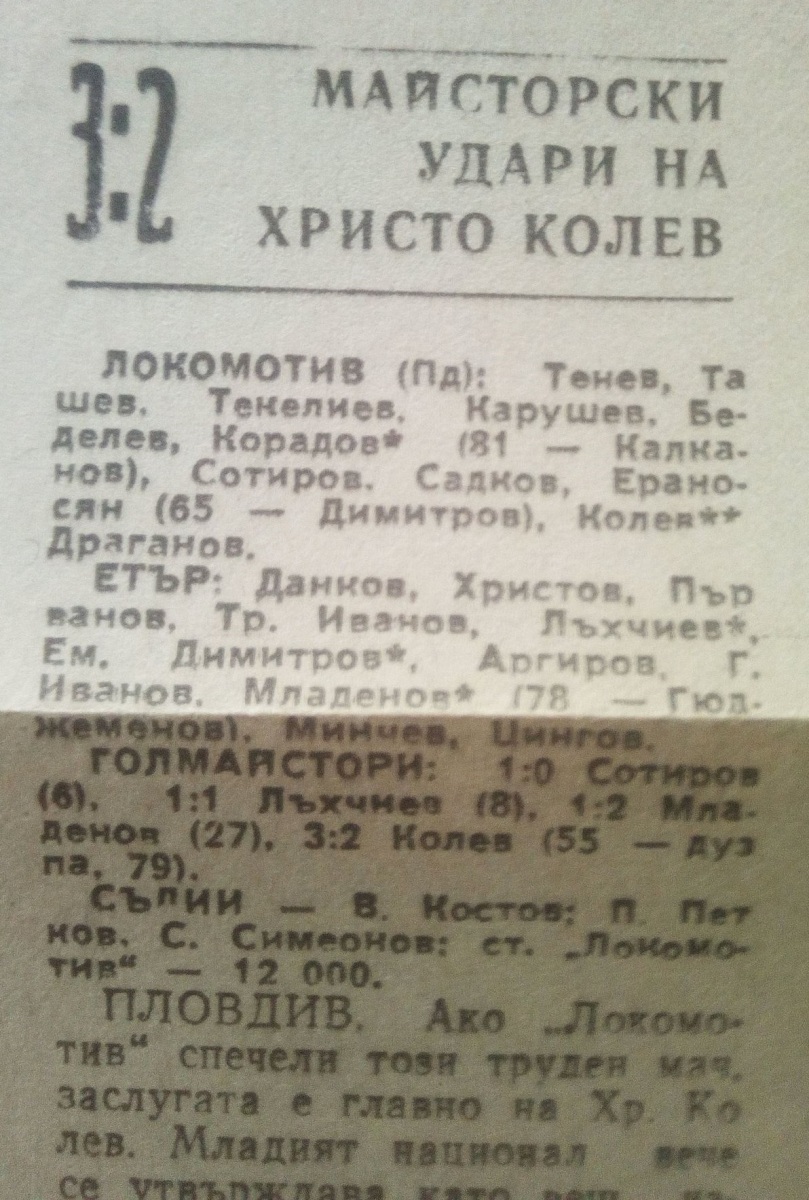 3:2
МАЙСТОРСКИ
УДАРИ НА
ХРИСТО КОЛЕВ
ЛОКОМОТИВ (Пд): Тенев, Та
шев, Текелиев, Карушев, Бе-
делев, Корадов* (81 — Калка-
нов), Сотиров, Садков, Ерано-
сян (65 — Димитров), Колев**
Драганов.
ЕТЪР: Данков, Христов, Пър
ванов, Тр. Иванов, Лъхчиев*,
Ем. Димитров*, Аргиров, Г.
Иванов, Младенов* (78 — Гюд-
жеменов), Минчев, Цингов.
ГОЛМАЙСТОРИ: 1:0 Сотиров
(6), 1:1 Лъхчиев (8), 1:2 Мла-
денов (27), 3:2 Колев (55 — дуз
па, 79).
СЪДИИ — В. Костов; П. Пет
ков, С. Симеонов; ст. „Локомо-
тив“ — 12 000.
ПЛОВДИВ. Ако „Локомо-
тив“ спечели този труден мач,
заслугата е главно на Хр. Ко
лев. Младият национал вече
се утвърждава като